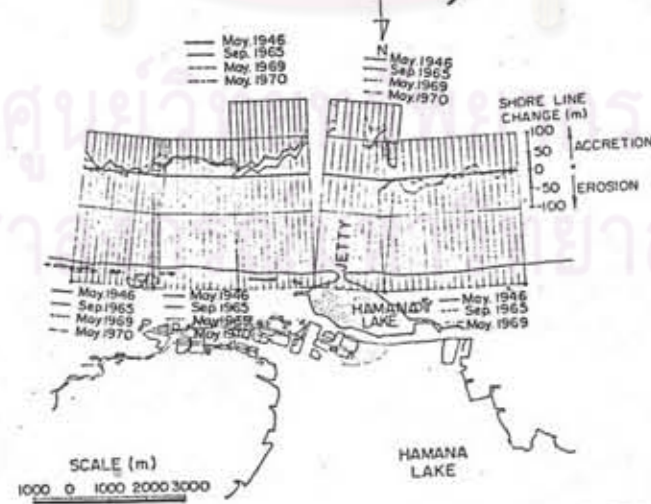 May. 1946
Sep. 1965
May. 1969
May. 1970
N
May. 1946
Sep. 1965
May. 1969
May. 1970
SHORE LINE
CHANGE (m)
100
50
0
-50
-100
ACCRETION
EROSION
JETTY
HAMANA
LAKE
May. 1946
Sep. 1965
May. 1969
May. 1970
May. 1946
Sep. 1965
May. 1969
May. 1970
May. 1946
Sep. 1965
May. 1969
SCALE (m.)
1000 0 1000 2000 3000
HAMANA
LAKE